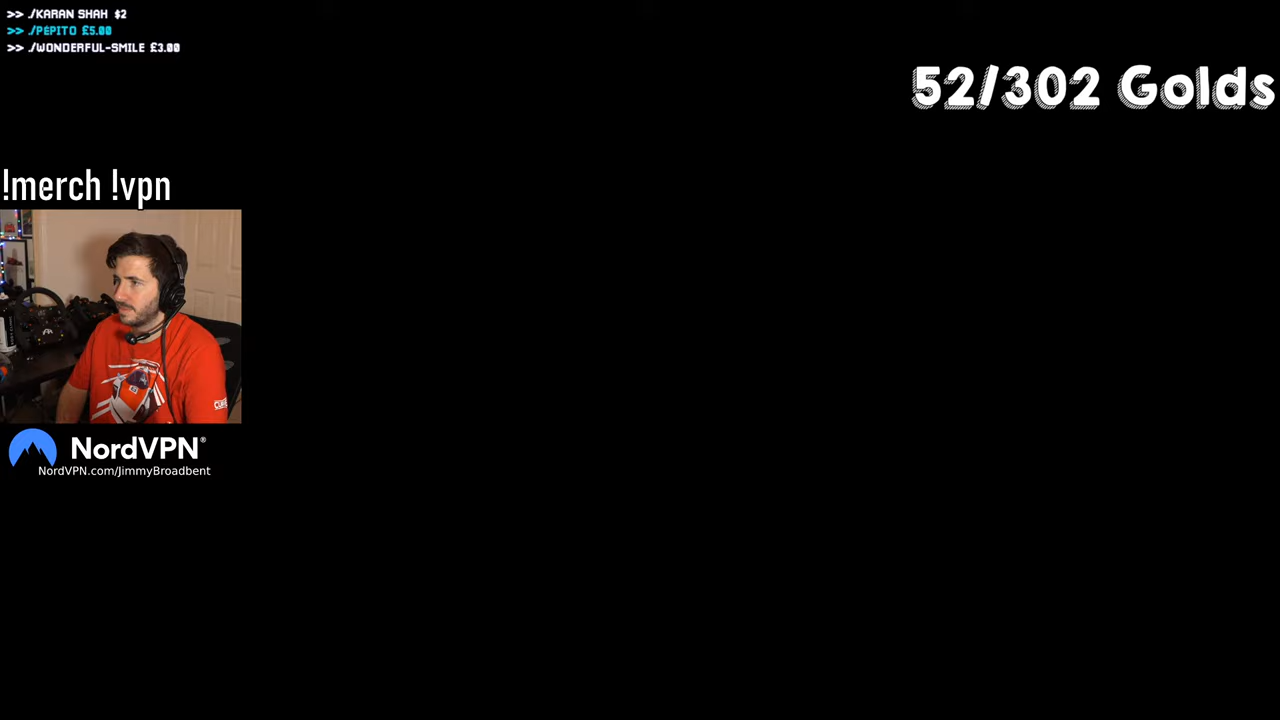 >> ./KARAN SHAH $2
>> ./PEPITO £5.00
>> ./WONDERFUL-SMILE £3.00
52/302 Golds
!merch !vpn
NordVPN®
NordVPN.com/JimmyBroadbent